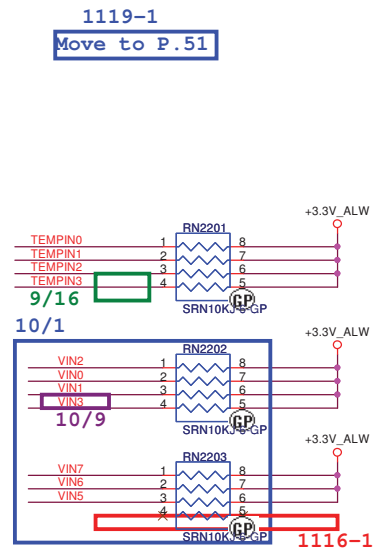 1119-1
Move to P.51
+3.3V_ALW
RN2201
TEMPIN0 1 8
TEMPIN1 2 7
TEMPIN2 3 6
TEMPIN3 4 5
9/16
GP
SRN10KJ-6-GP
10/1
+3.3V_ALW
RN2202
VIN2 1 8
VIN0 2 7
VIN1 3 6
VIN3 4 5
10/9
GP
SRN10KJ-6-GP
+3.3V_ALW
RN2203
VIN7 1 8
VIN6 2 7
VIN5 3 6
4 5
GP
SRN10KJ-6-GP
1116-1